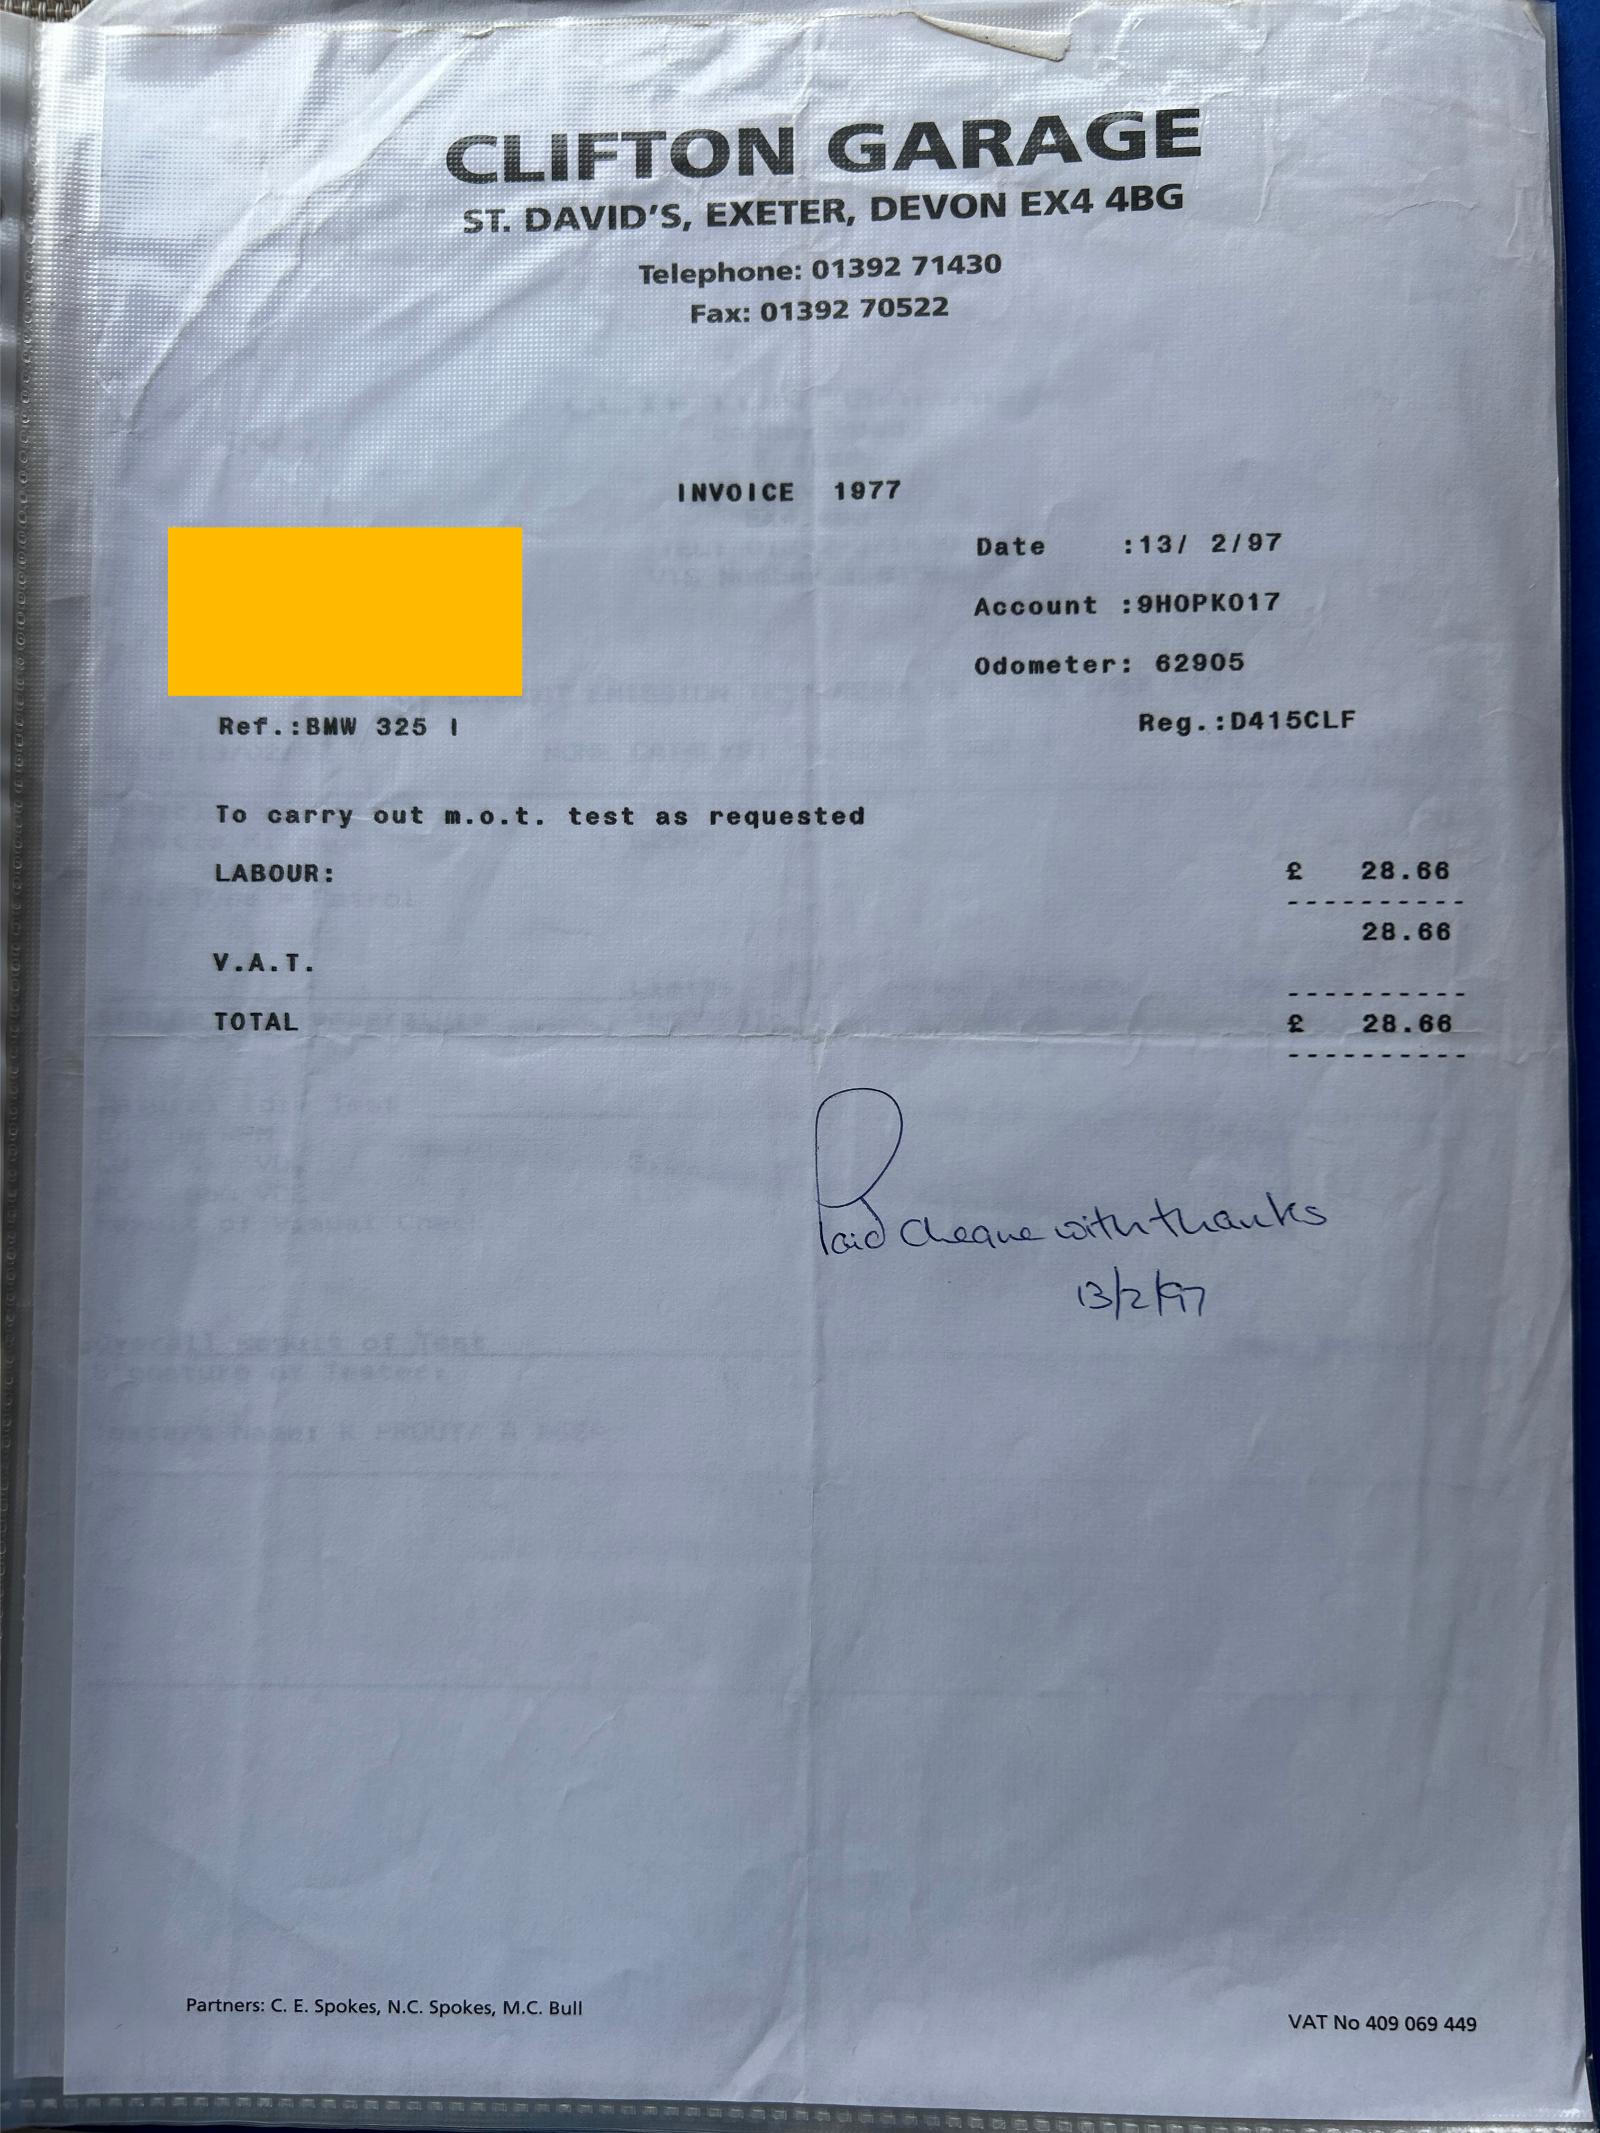 CLIFTON GARAGE
ST. DAVID'S, EXETER, DEVON EX4 4BG
Telephone: 01392 71430
Fax: 01392 70522
INVOICE 1977
Date :13/ 2/97
Account :9HOPK017
Odometer: 62905
Ref.:BMW 325 I Reg.:D415CLF
To carry out m.o.t. test as requested
LABOUR: £ 28.66
28.66
V.A.T.
TOTAL £ 28.66
Paid Cheque with thanks
13/2/97
Partners: C. E. Spokes, N.C. Spokes, M.C. Bull
VAT No 409 069 449